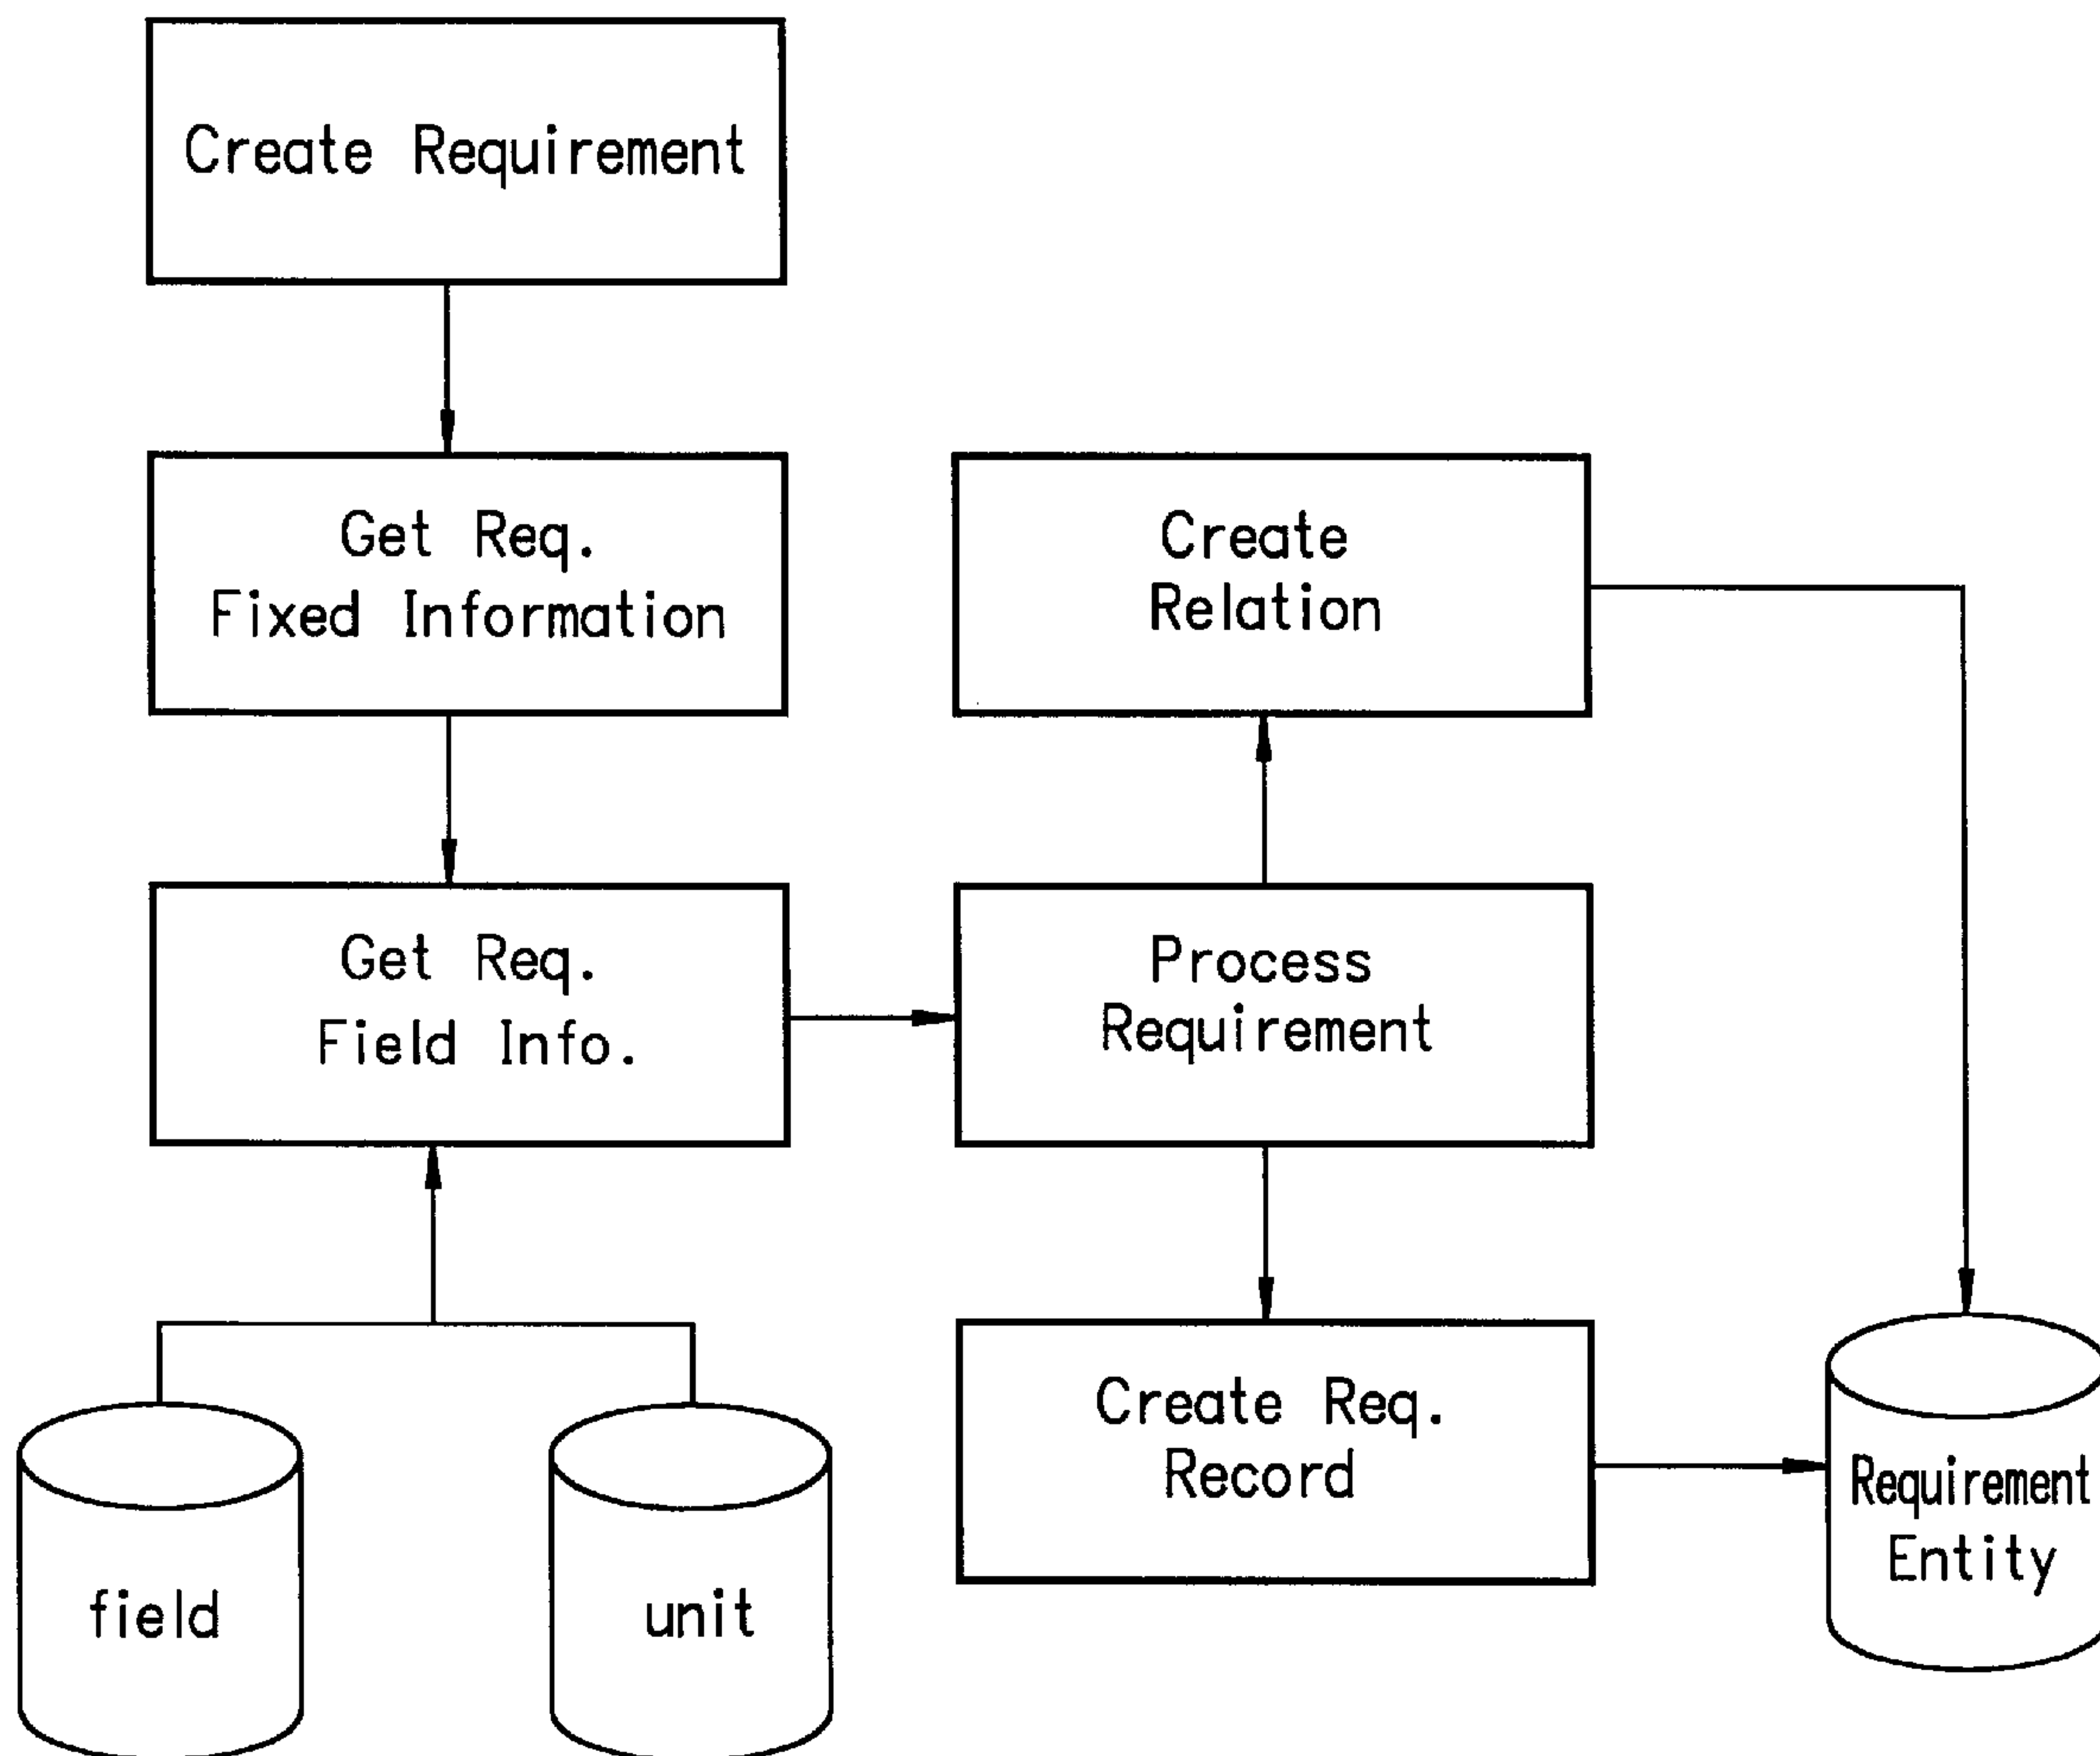 Create Requirement
Get Req.
Fixed Information
Create
Relation
Get Req.
Field Info.
Process
Requirement
Create Req.
Record
Requirement
Entity
field
unit